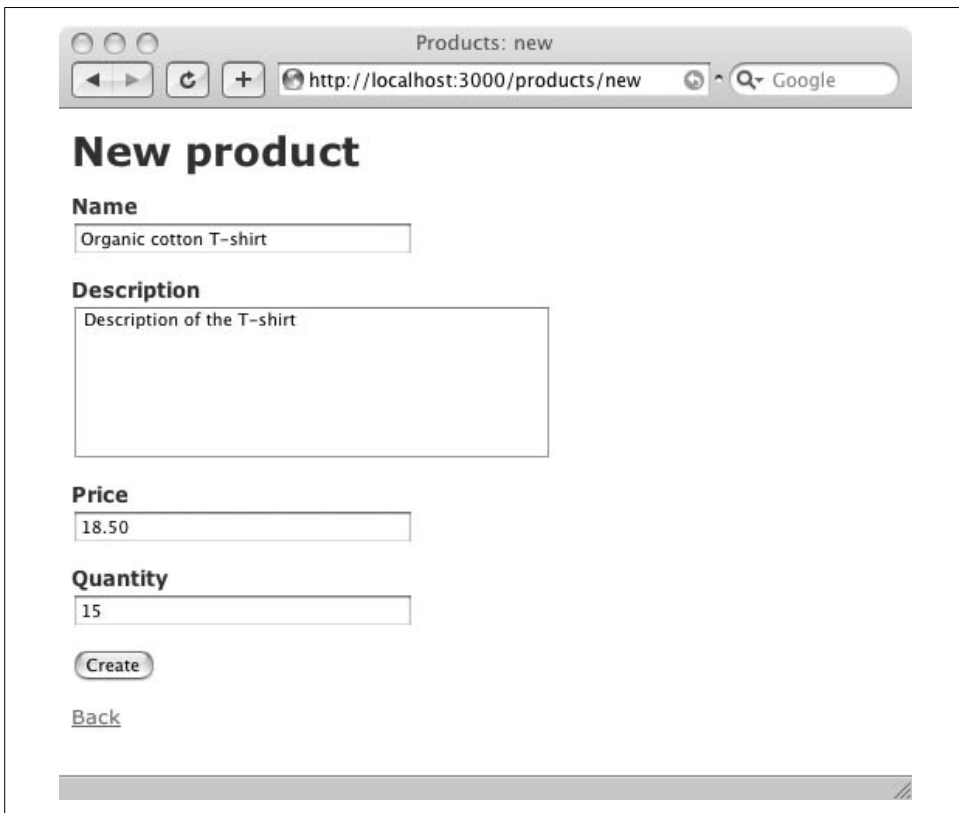 Products: new
http://localhost:3000/products/new
Google
New product
Name
Organic cotton T-shirt
Description
Description of the T-shirt
Price
18.50
Quantity
15
Create
Back